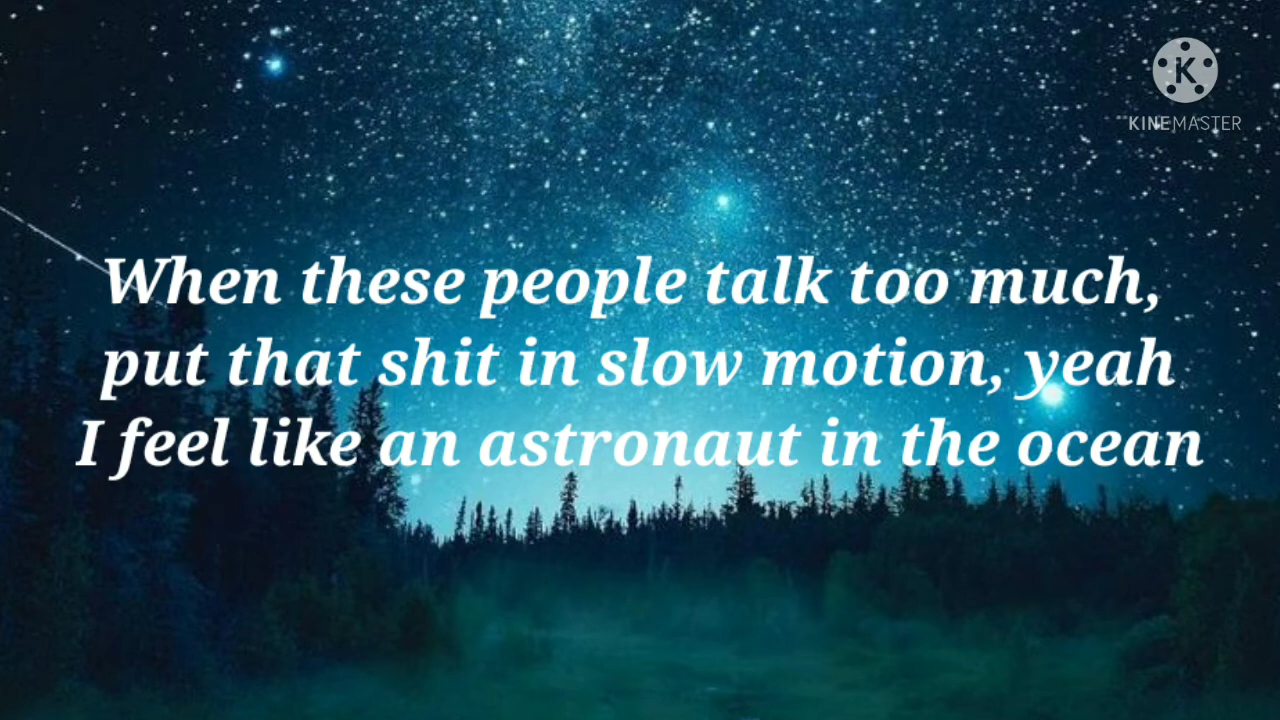 K
KINEMASTER
When these people talk too much,
put that shit in slow motion, yeah
I feel like an astronaut in the ocean